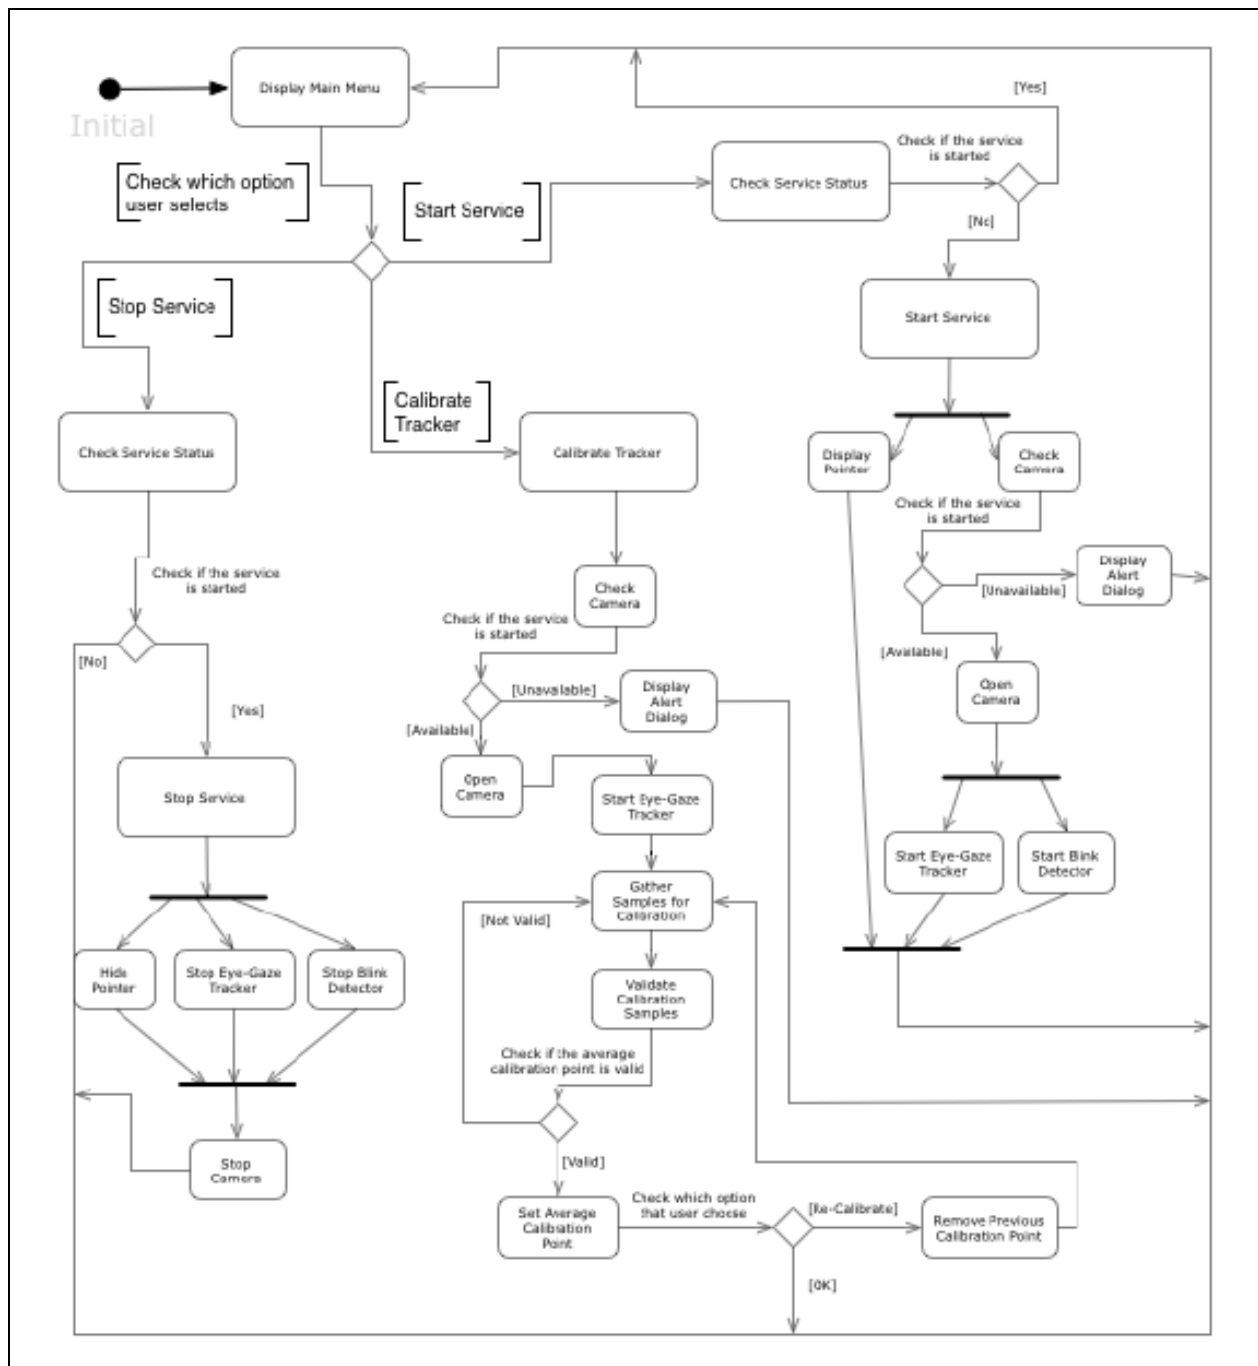 Display Main Menu
Initial
[Yes]
Check if the service
is started
Check which option
user selects
Start Service
Check Service Status
[No]
Stop Service
Start Service
Calibrate
Tracker
Check Service Status
Calibrate Tracker
Display
Pointer
Check
Camera
Check if the service
is started
Check if the service
is started
Check
Camera
Display
Alert
Dialog
[Unavailable]
Check if the service
is started
[No]
[Available]
[Yes]
[Unavailable]
Display
Alert
Dialog
Open
Camera
[Available]
Stop Service
Open
Camera
Start Eye-Gaze
Tracker
Start Eye-Gaze
Tracker
Start Blink
Detector
[Not Valid]
Gather
Samples for
Calibration
Hide
Pointer
Stop Eye-Gaze
Tracker
Stop Blink
Detector
Validate
Calibration
Samples
Check if the average
calibration point is valid
Stop
Camera
[Valid]
Set Average
Calibration
Point
Check which option
that user choose
[Re-Calibrate]
Remove Previous
Calibration Point
[OK]